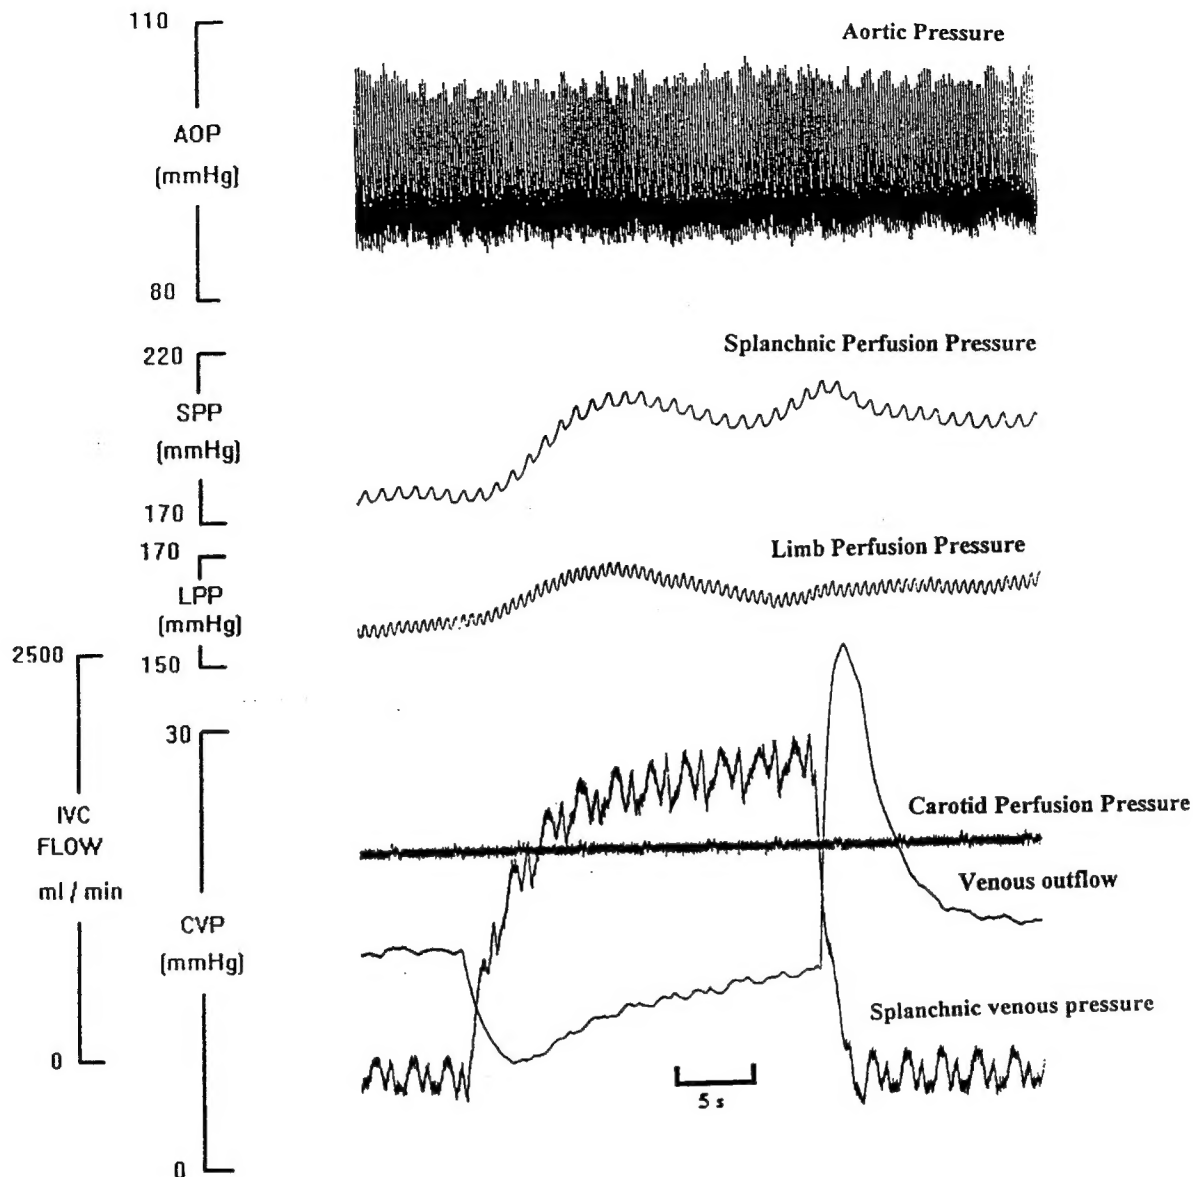 110
Aortic Pressure
AOP
(mmHg)
80
220
Splanchnic Perfusion Pressure
SPP
(mmHg)
170
170
Limb Perfusion Pressure
LPP
(mmHg)
2500
150
30
IVC
FLOW
ml / min
Carotid Perfusion Pressure
Venous outflow
CVP
(mmHg)
Splanchnic venous pressure
0
5 s
0